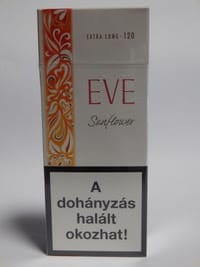 EXTRA LONG - 120
EVE
Sunflower
A
dohányzás
halált
okozhat!